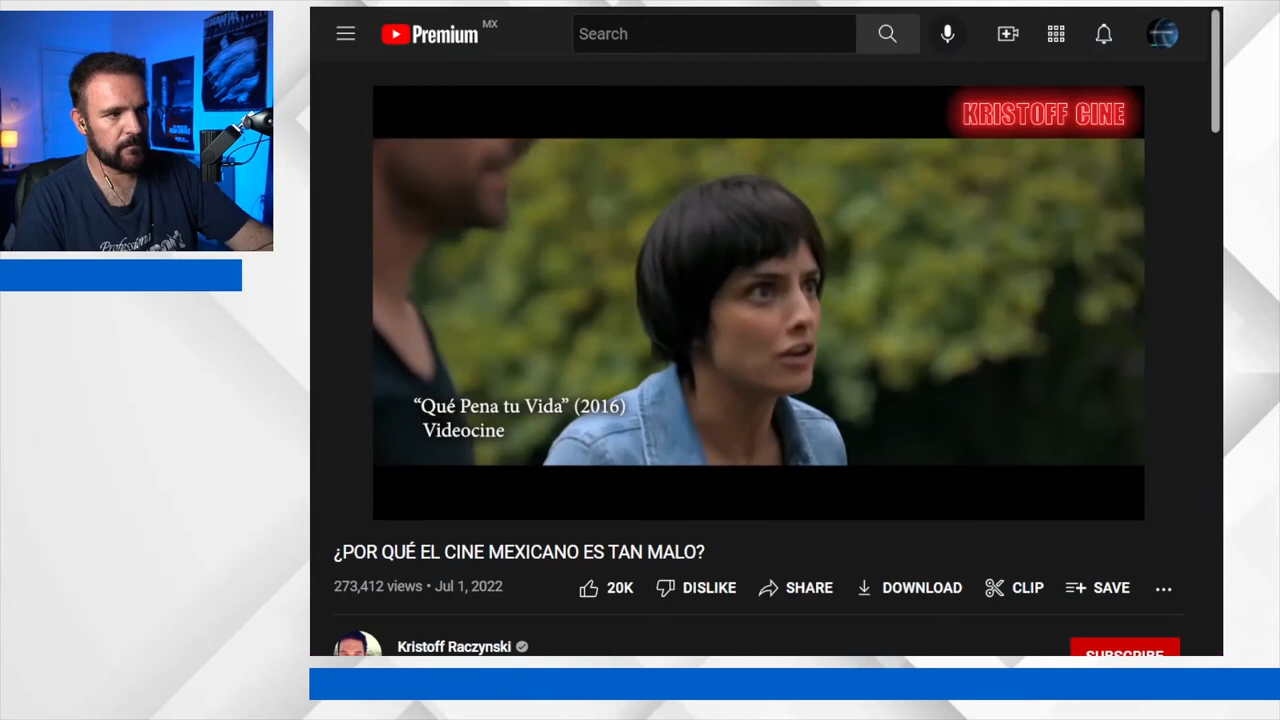 Premium MX
Search
KRISTOFF CINE
"Qué Pena tu Vida" (2016)
Videocine
¿POR QUÉ EL CINE MEXICANO ES TAN MALO?
273,412 views • Jul 1, 2022
20K
DISLIKE
SHARE
DOWNLOAD
CLIP
SAVE
Kristoff Raczynski
SUBSCRIBE